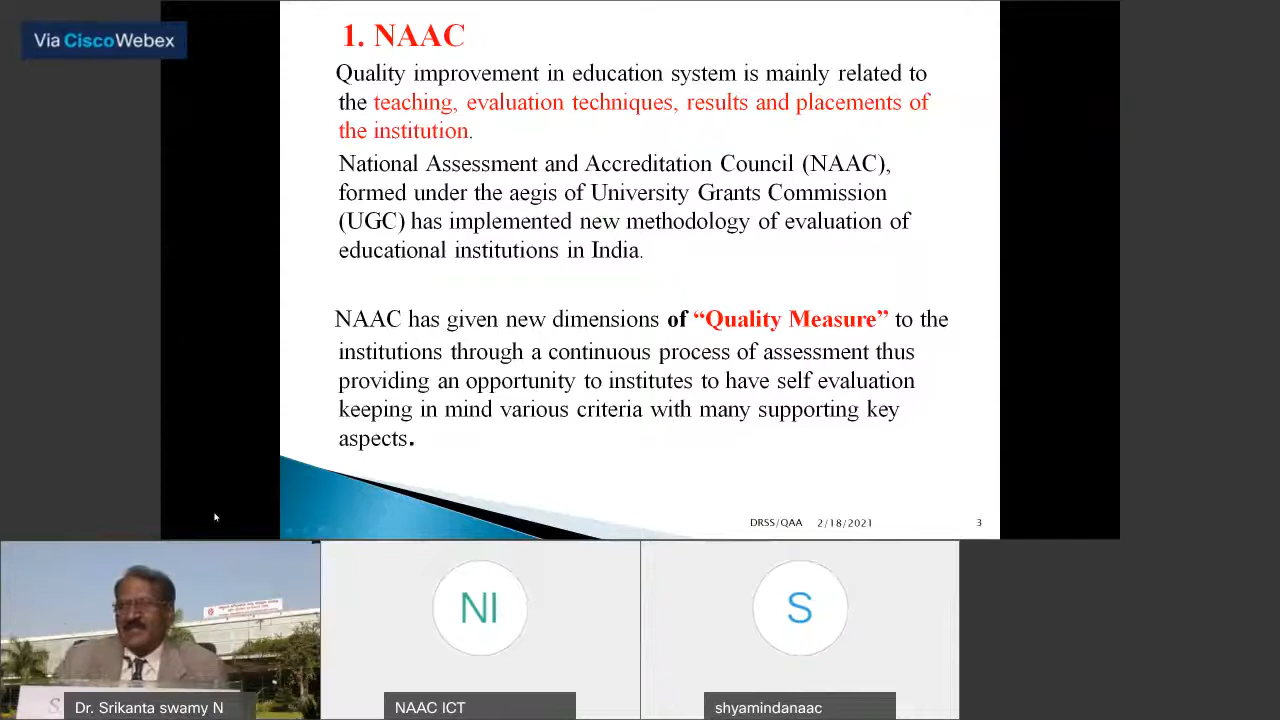 Via CiscoWebex
1. NAAC
Quality improvement in education system is mainly related to
the teaching, evaluation techniques, results and placements of
the institution.
National Assessment and Accreditation Council (NAAC),
formed under the aegis of University Grants Commission
(UGC) has implemented new methodology of evaluation of
educational institutions in India.
NAAC has given new dimensions of “Quality Measure” to the
institutions through a continuous process of assessment thus
providing an opportunity to institutes to have self evaluation
keeping in mind various criteria with many supporting key
aspects.
DRSS/QAA 2/18/2021 3
NI
S
S
Dr. Srikanta swamy N
NAAC ICT
shyamindanaac